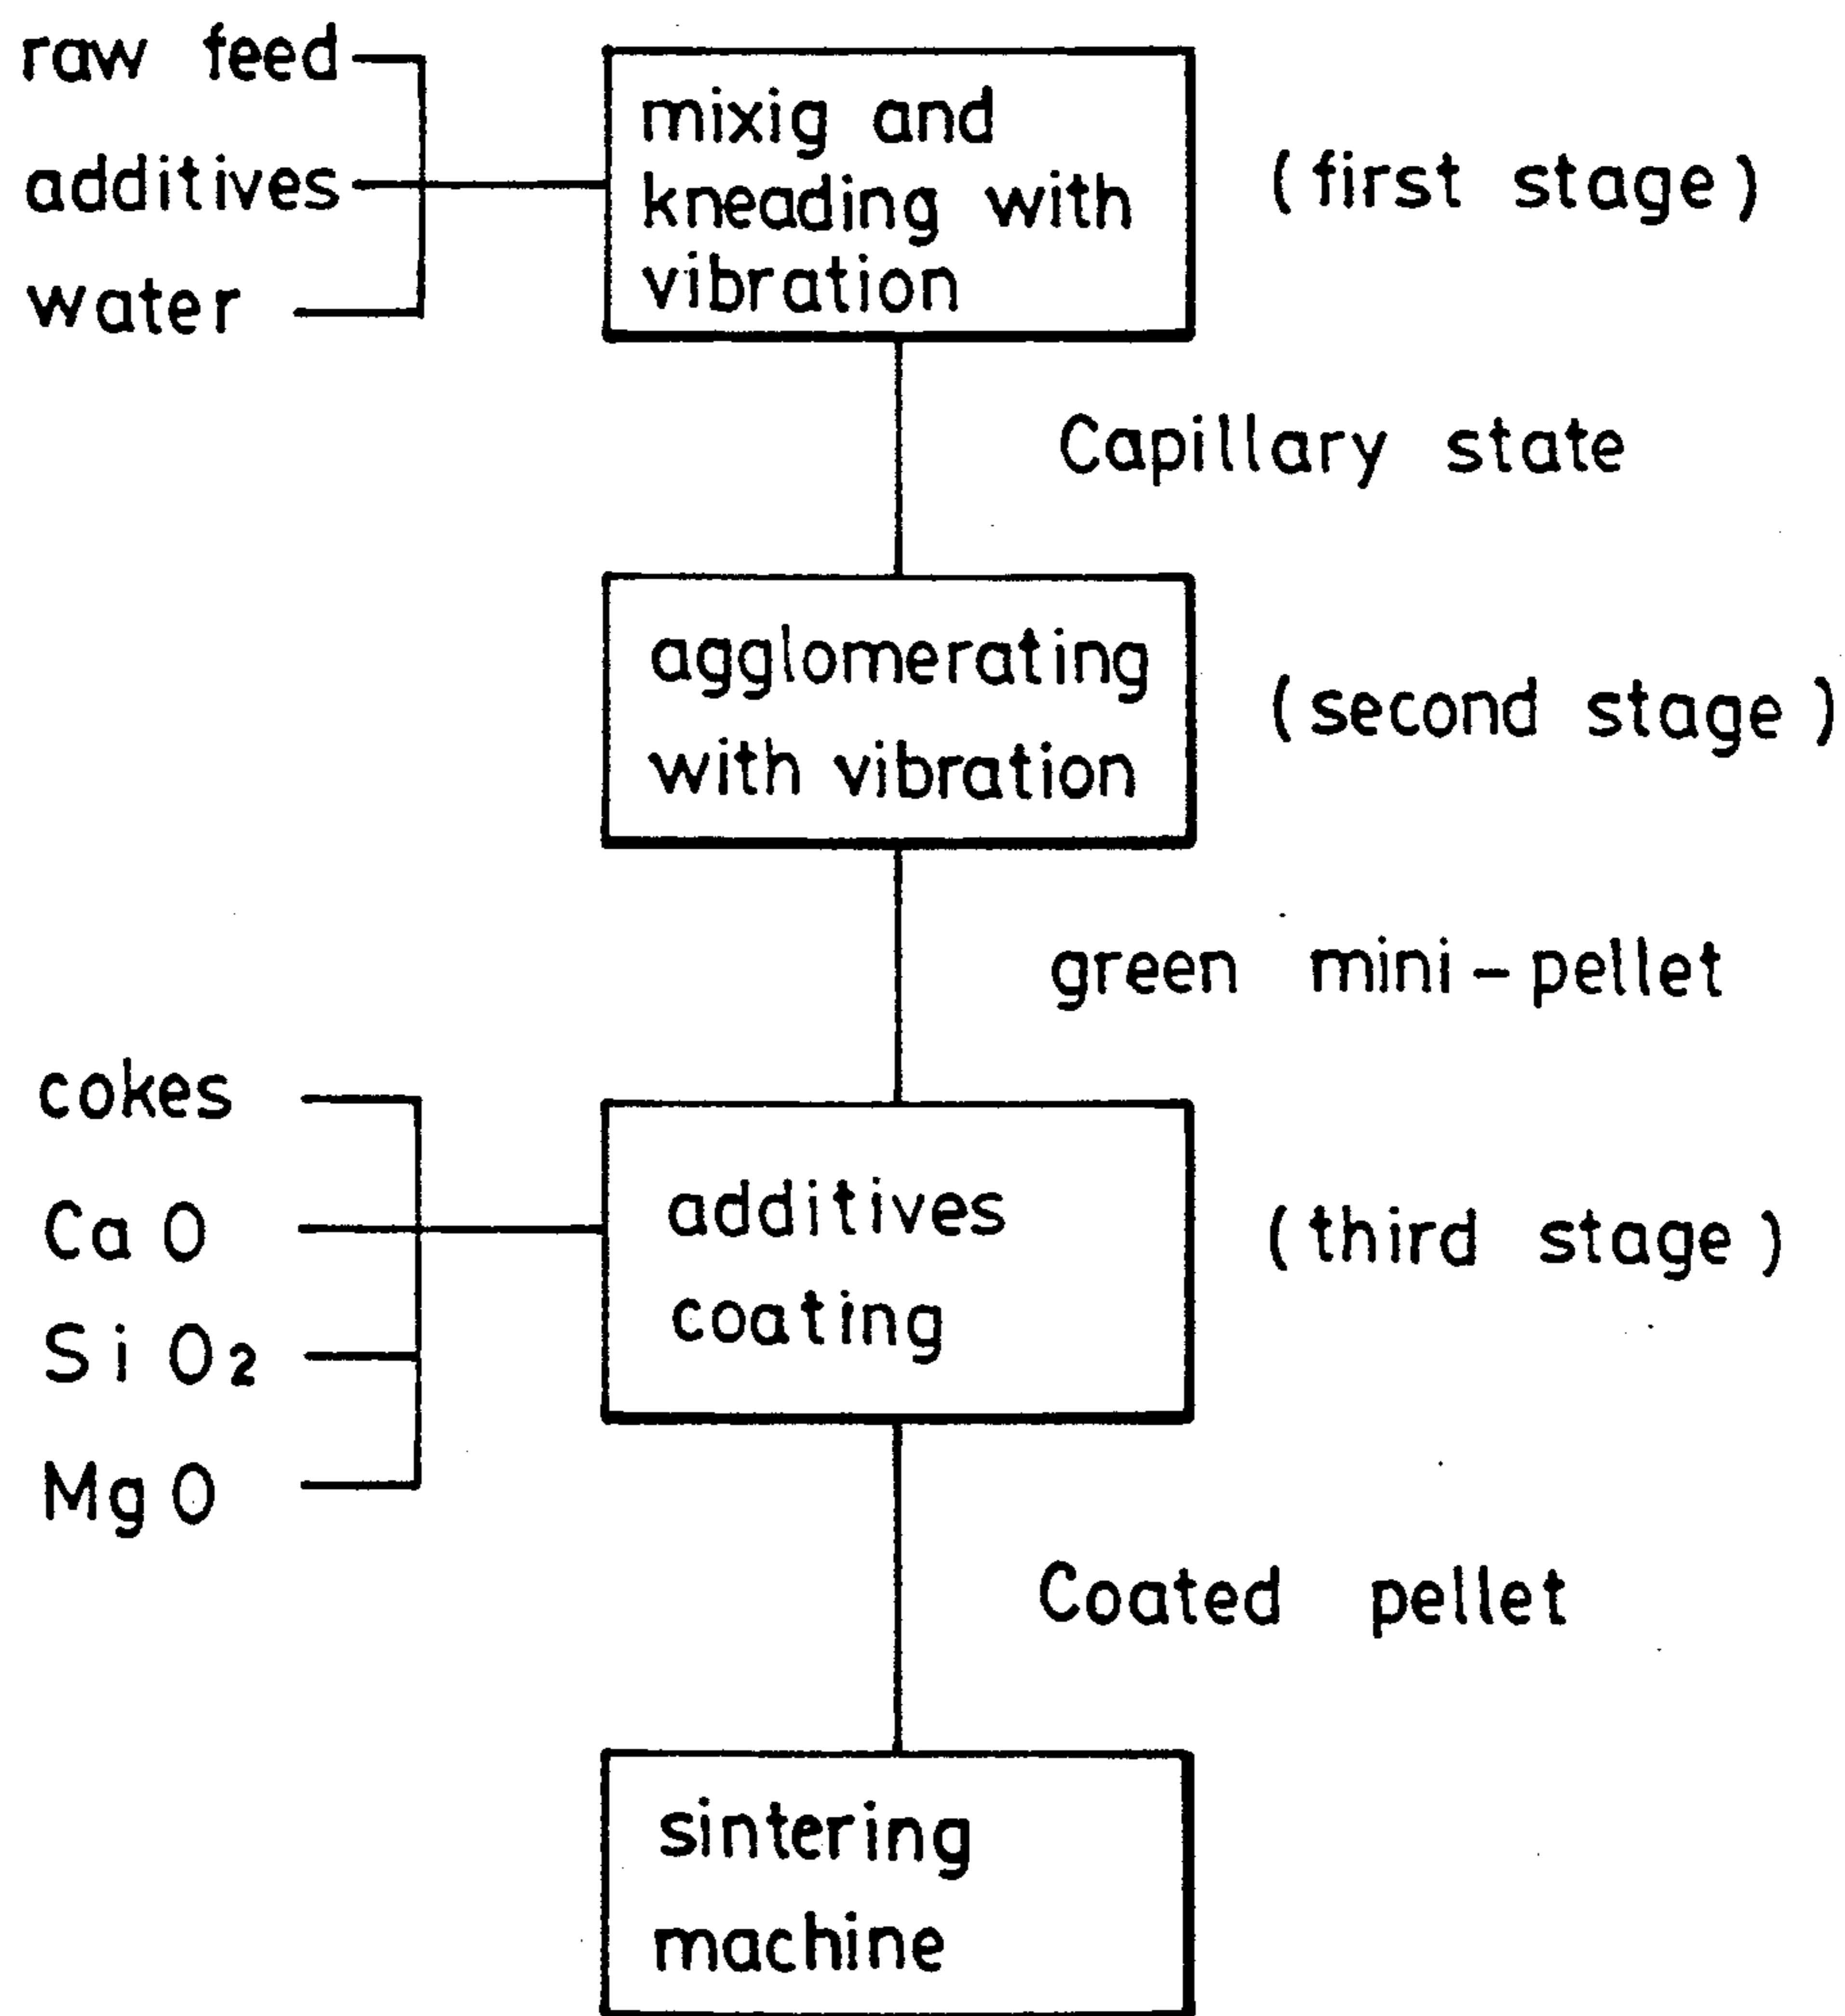 raw feed
additives
water
mixig and
kneading with
vibration
(first stage)
Capillary state
agglomerating
with vibration
(second stage)
green mini-pellet
cokes
CaO
SiO₂
MgO
additives
coating
(third stage)
Coated pellet
sintering
machine